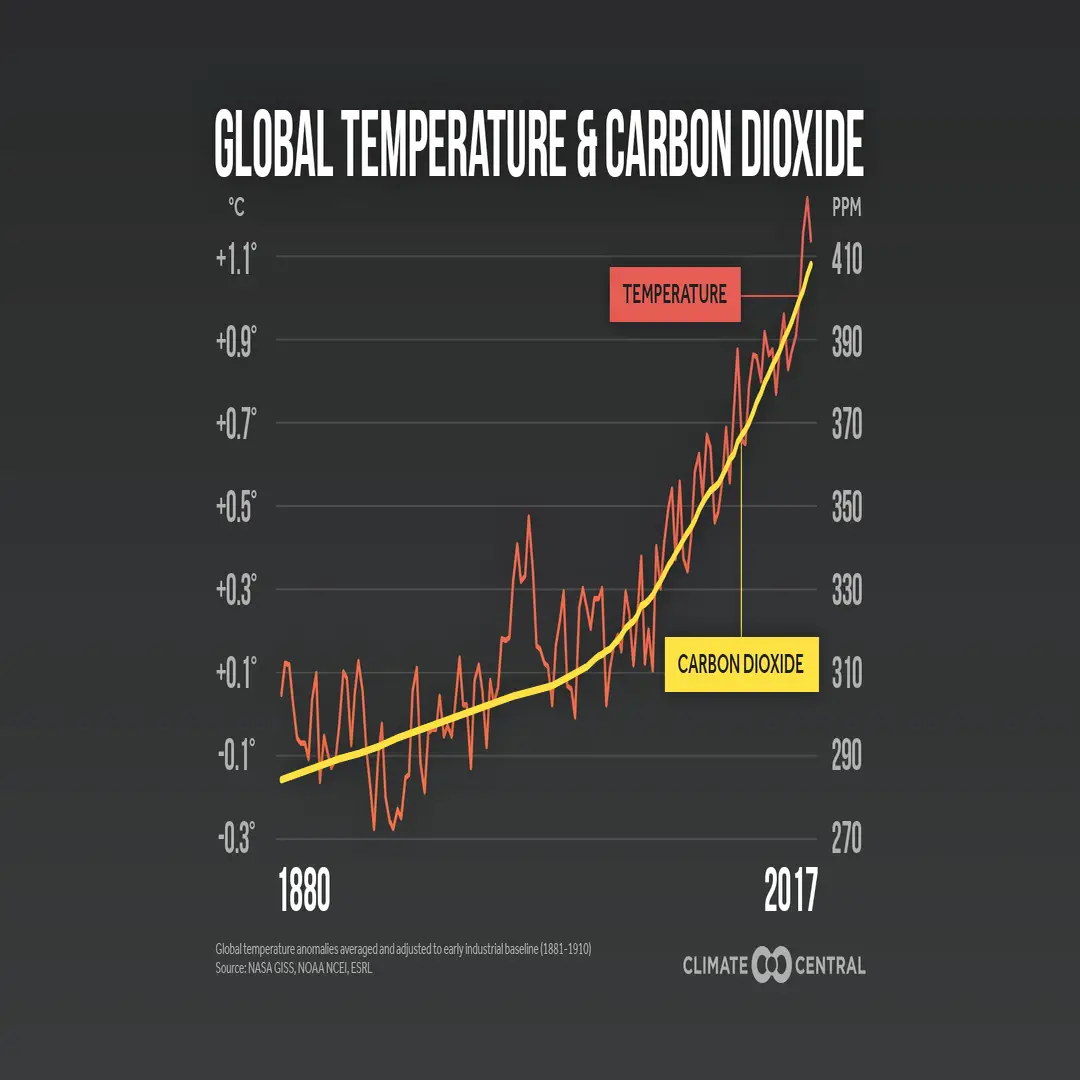 GLOBAL TEMPERATURE & CARBON DIOXIDE
°C PPM
+1.1° 410
TEMPERATURE
+0.9° 390
+0.7° 370
+0.5° 350
+0.3° 330
CARBON DIOXIDE
+0.1° 310
-0.1° 290
-0.3° 270
1880 2017
Global temperature anomalies averaged and adjusted to early industrial baseline (1881-1910)
Source: NASA GISS, NOAA NCEI, ESRL
CLIMATE CENTRAL